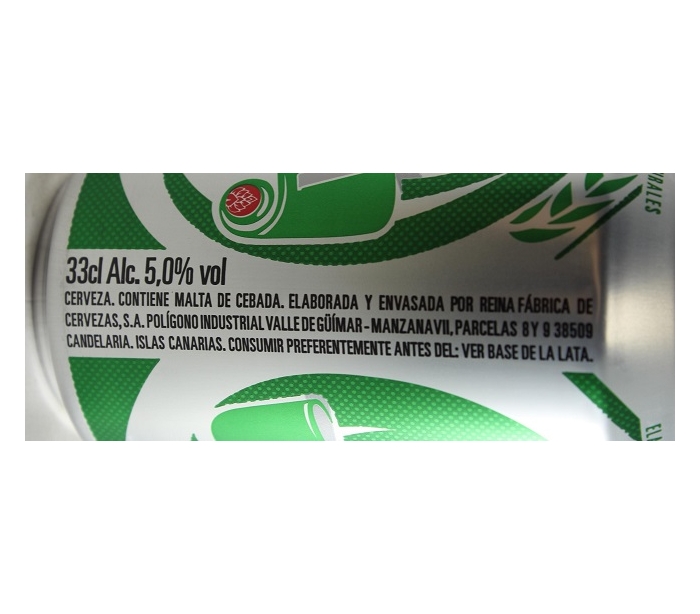 33cl Alc. 5,0% vol
CERVEZA. CONTIENE MALTA DE CEBADA. ELABORADA Y ENVASADA POR REINA FÁBRICA DE
CERVEZAS, S.A. POLÍGONO INDUSTRIAL VALLE DE GÜÍMAR - MANZANA VII, PARCELAS 8 Y 9 38509
CANDELARIA. ISLAS CANARIAS. CONSUMIR PREFERENTEMENTE ANTES DEL: VER BASE DE LA LATA.